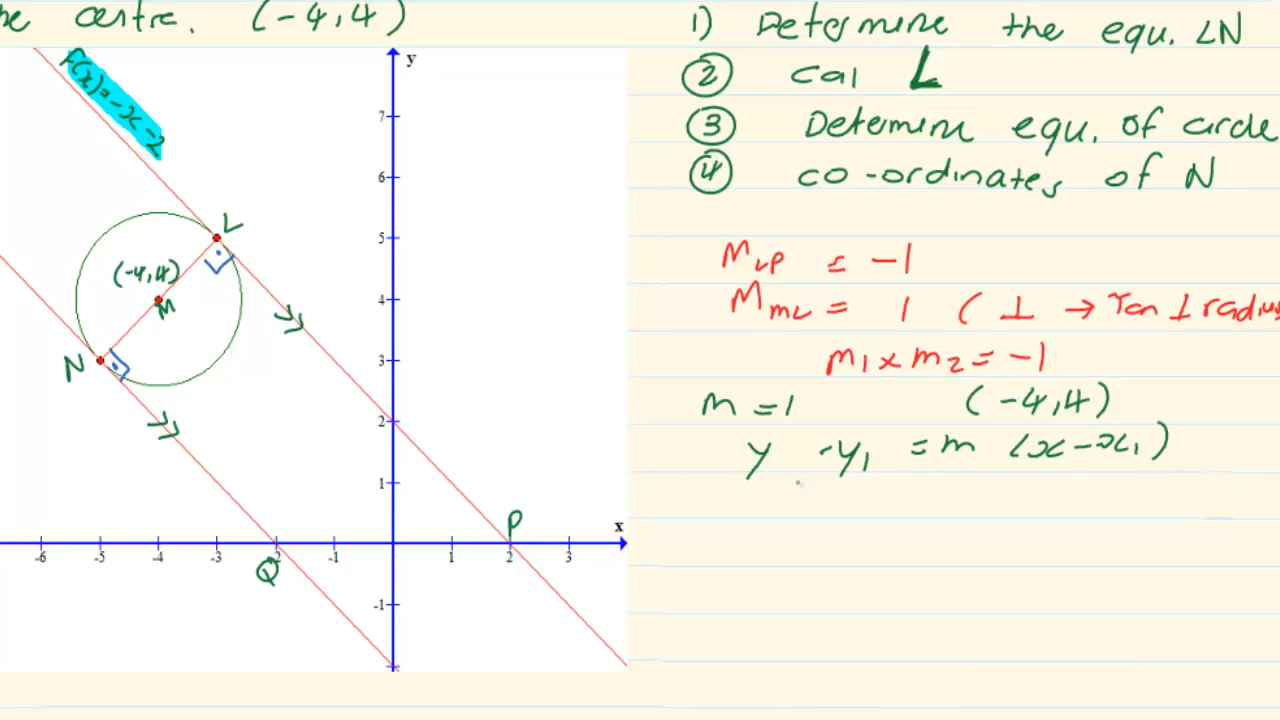 he centre. (-4,4)
f(x)=-x-2
y
7
6
5
4
3
2
1
-1
-6 -5 -4 -3 -2 -1 1 2 3
x
L
(-4,4)
M
N
P
Q
1) Determine the equ. LN
② cal L
③ Determine equ. of circle
④ co-ordinates of N
MLP = -1
MML = 1 ( ⊥ → Tan ⊥ radius
m1 x m2 = -1
m = 1 (-4,4)
y - y1 = m (x - x1)